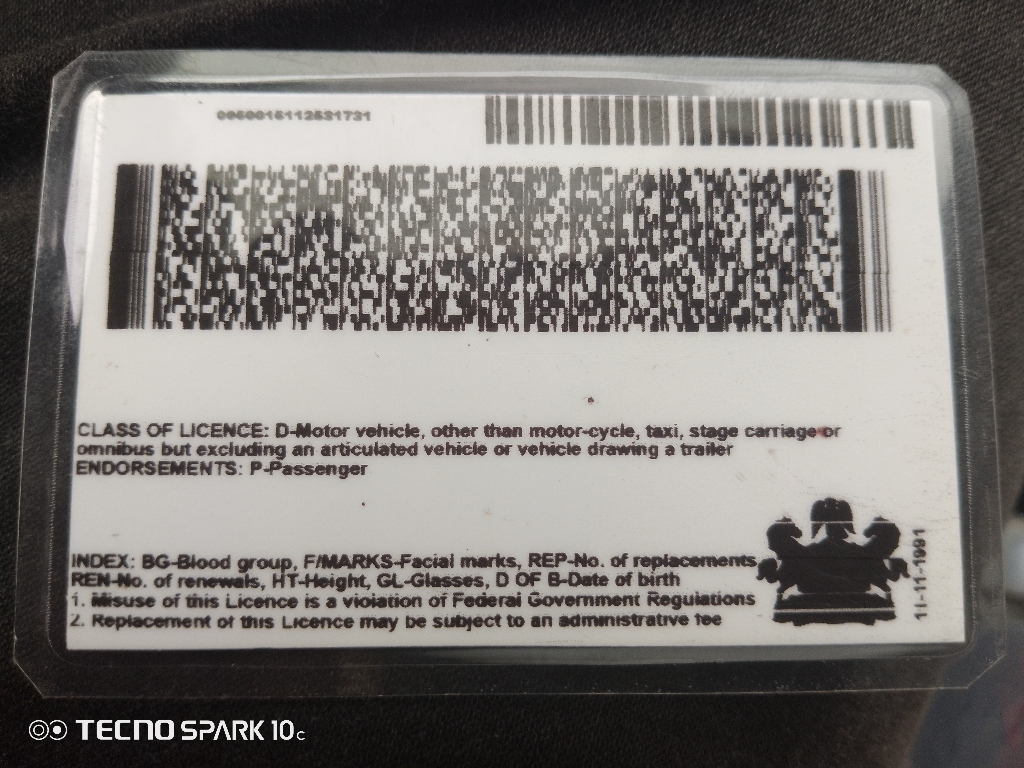 CLASS OF LICENCE: D-Motor vehicle, other than motor-cycle, taxi, stage carriage or
omnibus but excluding an articulated vehicle or vehicle drawing a trailer
ENDORSEMENTS: P-Passenger
INDEX: BG-Blood group, F/MARKS-Facial marks, REP-No. of replacements,
REN-No. of renewals, HT-Height, GL-Glasses, D OF B-Date of birth
1. Misuse of this Licence is a violation of Federal Government Regulations
2. Replacement of this Licence may be subject to an administrative fee
11-11-1991
TECNO SPARK 10c